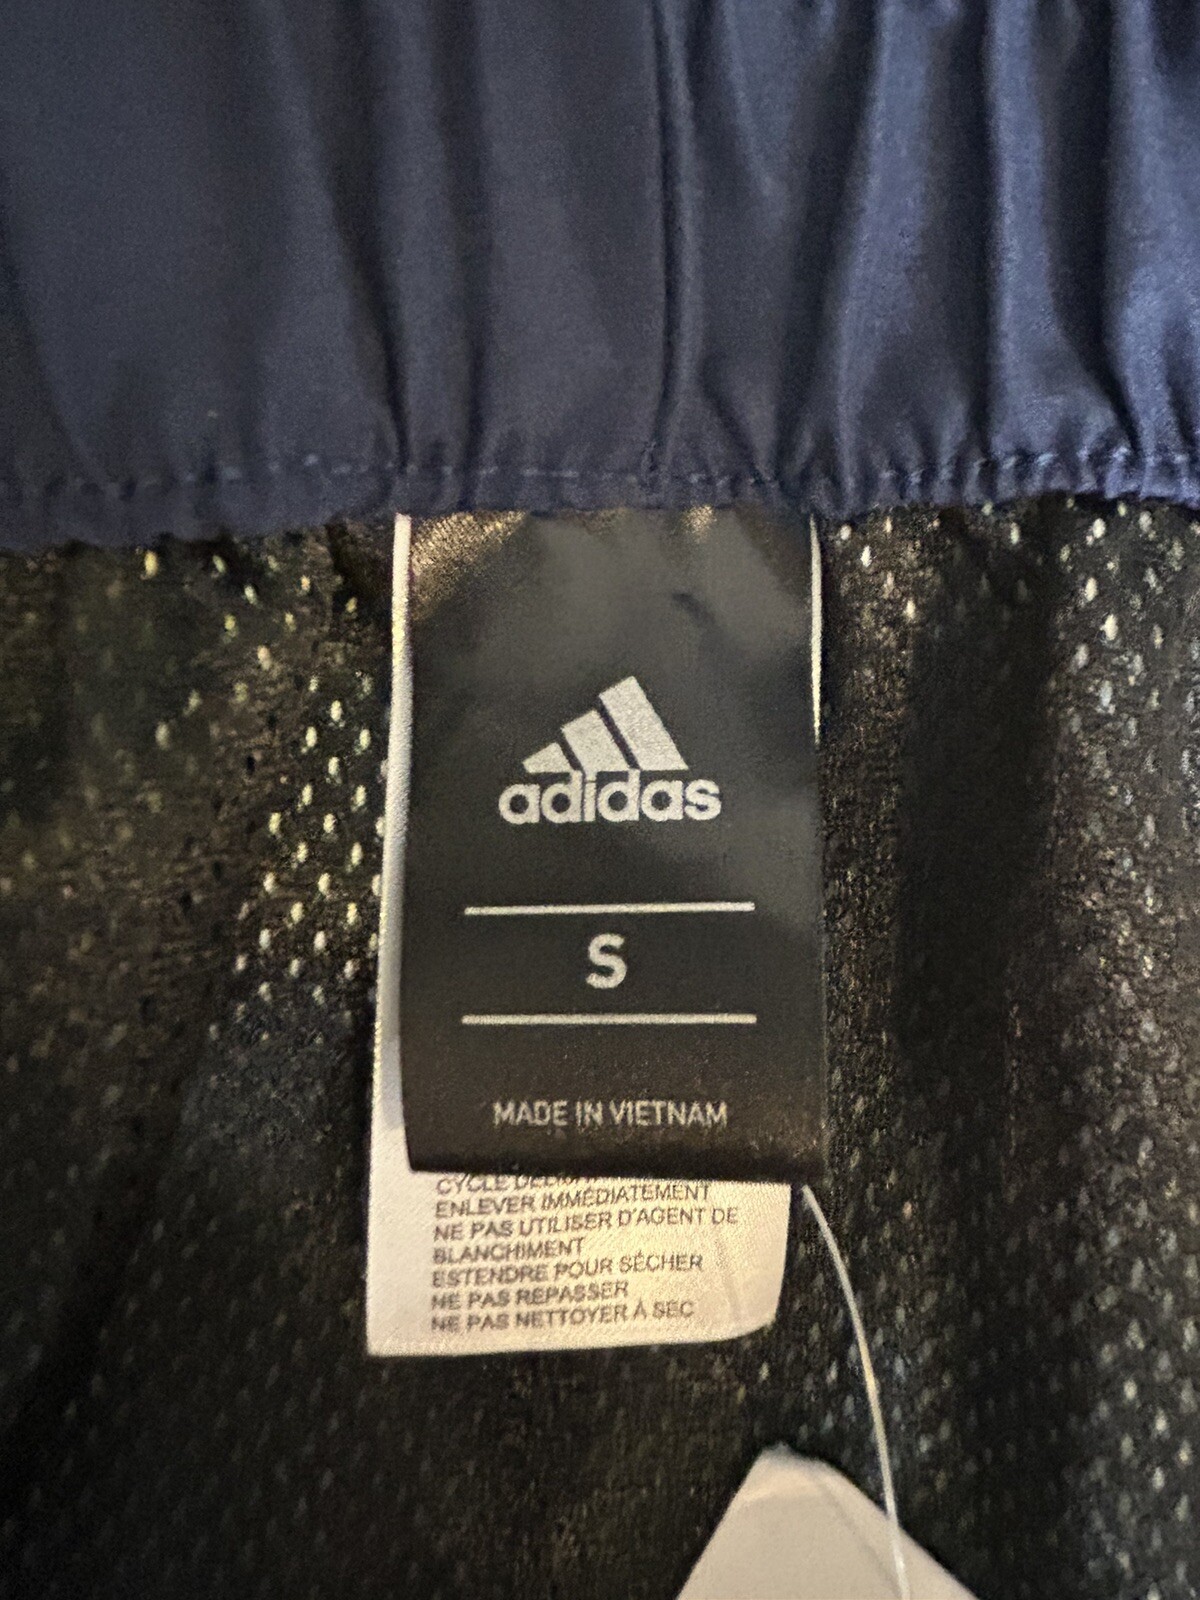 adidas
S
MADE IN VIETNAM
CYCLE
ENLEVER IMMÉDIATEMENT
NE PAS UTILISER D'AGENT DE
BLANCHIMENT
ESTENDRE POUR SÉCHER
NE PAS REPASSER
NE PAS NETTOYER À SEC